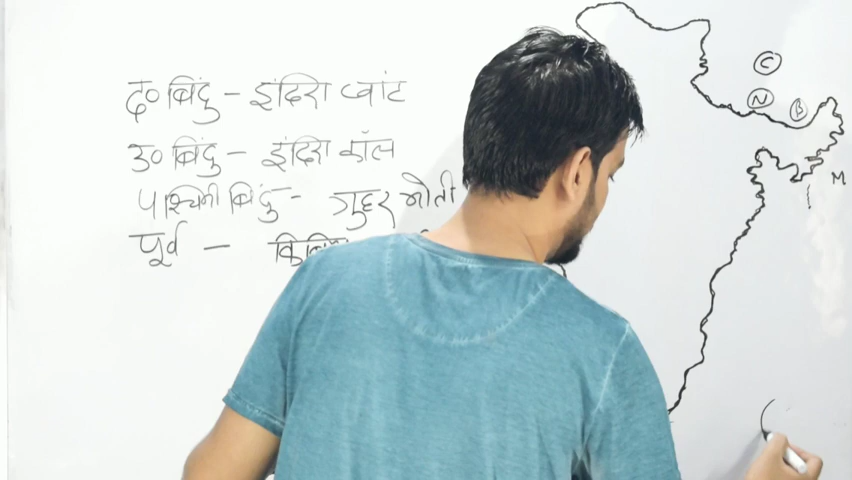 द० बिंदु - इंदिरा प्वांट
उ० बिंदु - इंदिरा कॉल
पश्चिमी बिंदु - गुहर मोती
पूर्व -
C
N
B
M